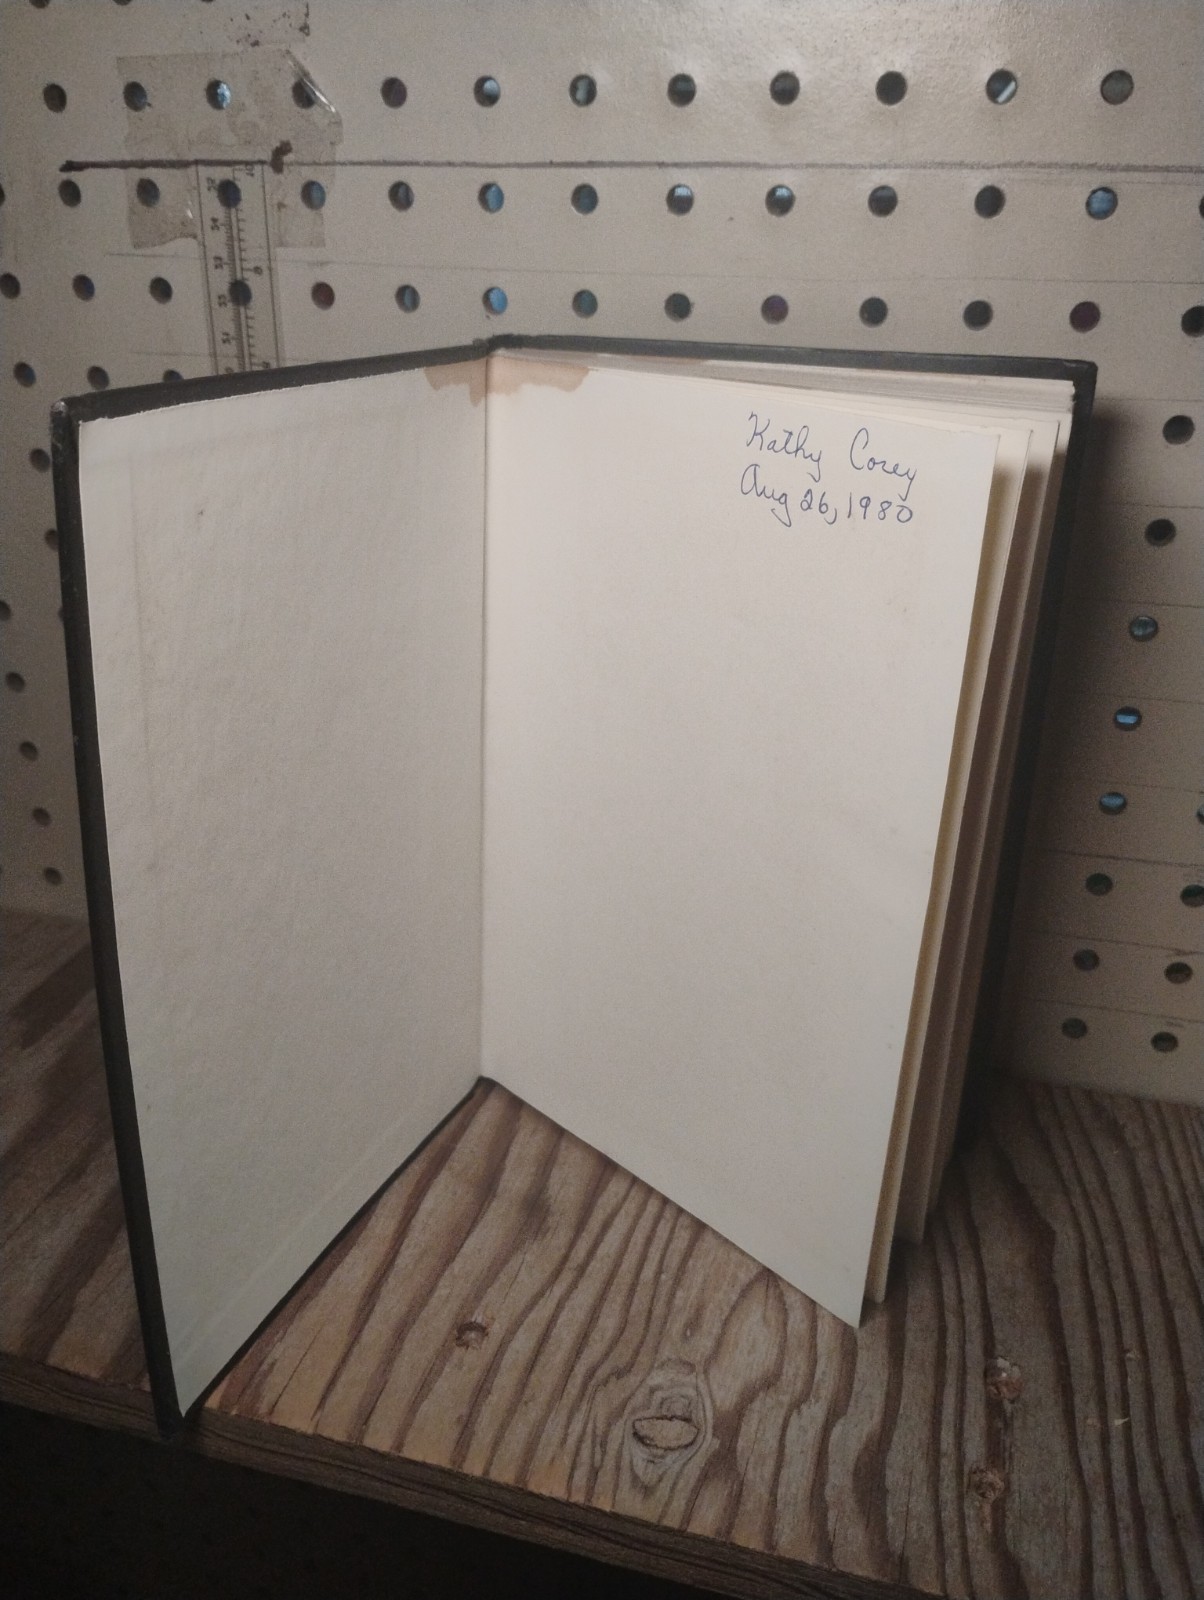 Kathy Corey
Aug 26, 1980